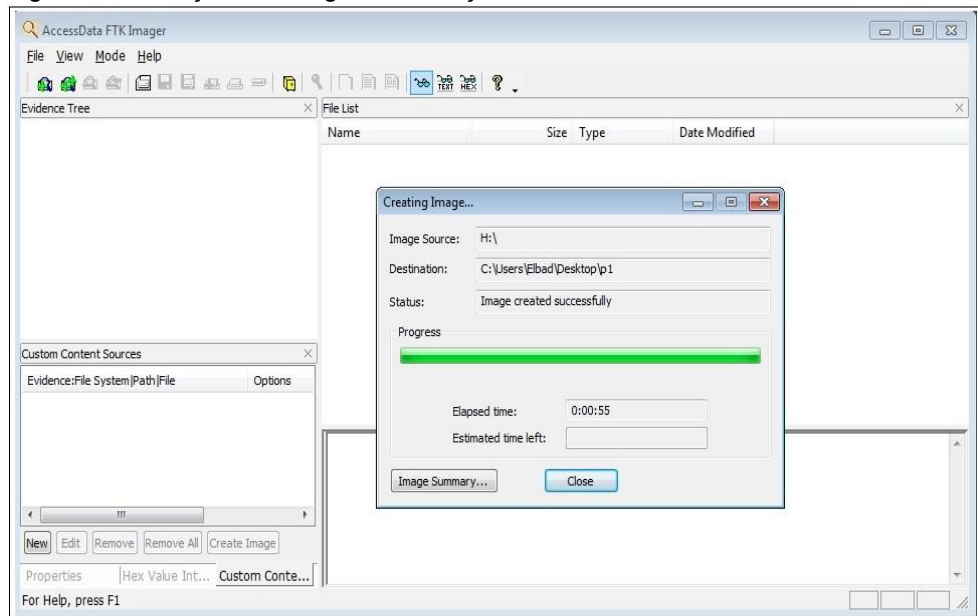 AccessData FTK Imager
File View Mode Help
TEXT HEX
Evidence Tree
File List
Name Size Type Date Modified
Creating Image...
Image Source: H:\
Destination: C:\Users\Elbad\Desktop\p1
Status: Image created successfully
Progress
Elapsed time: 0:00:55
Estimated time left:
Image Summary... Close
Custom Content Sources
Evidence:File System|Path|File Options
New Edit Remove Remove All Create Image
Properties Hex Value Int... Custom Conte...
For Help, press F1